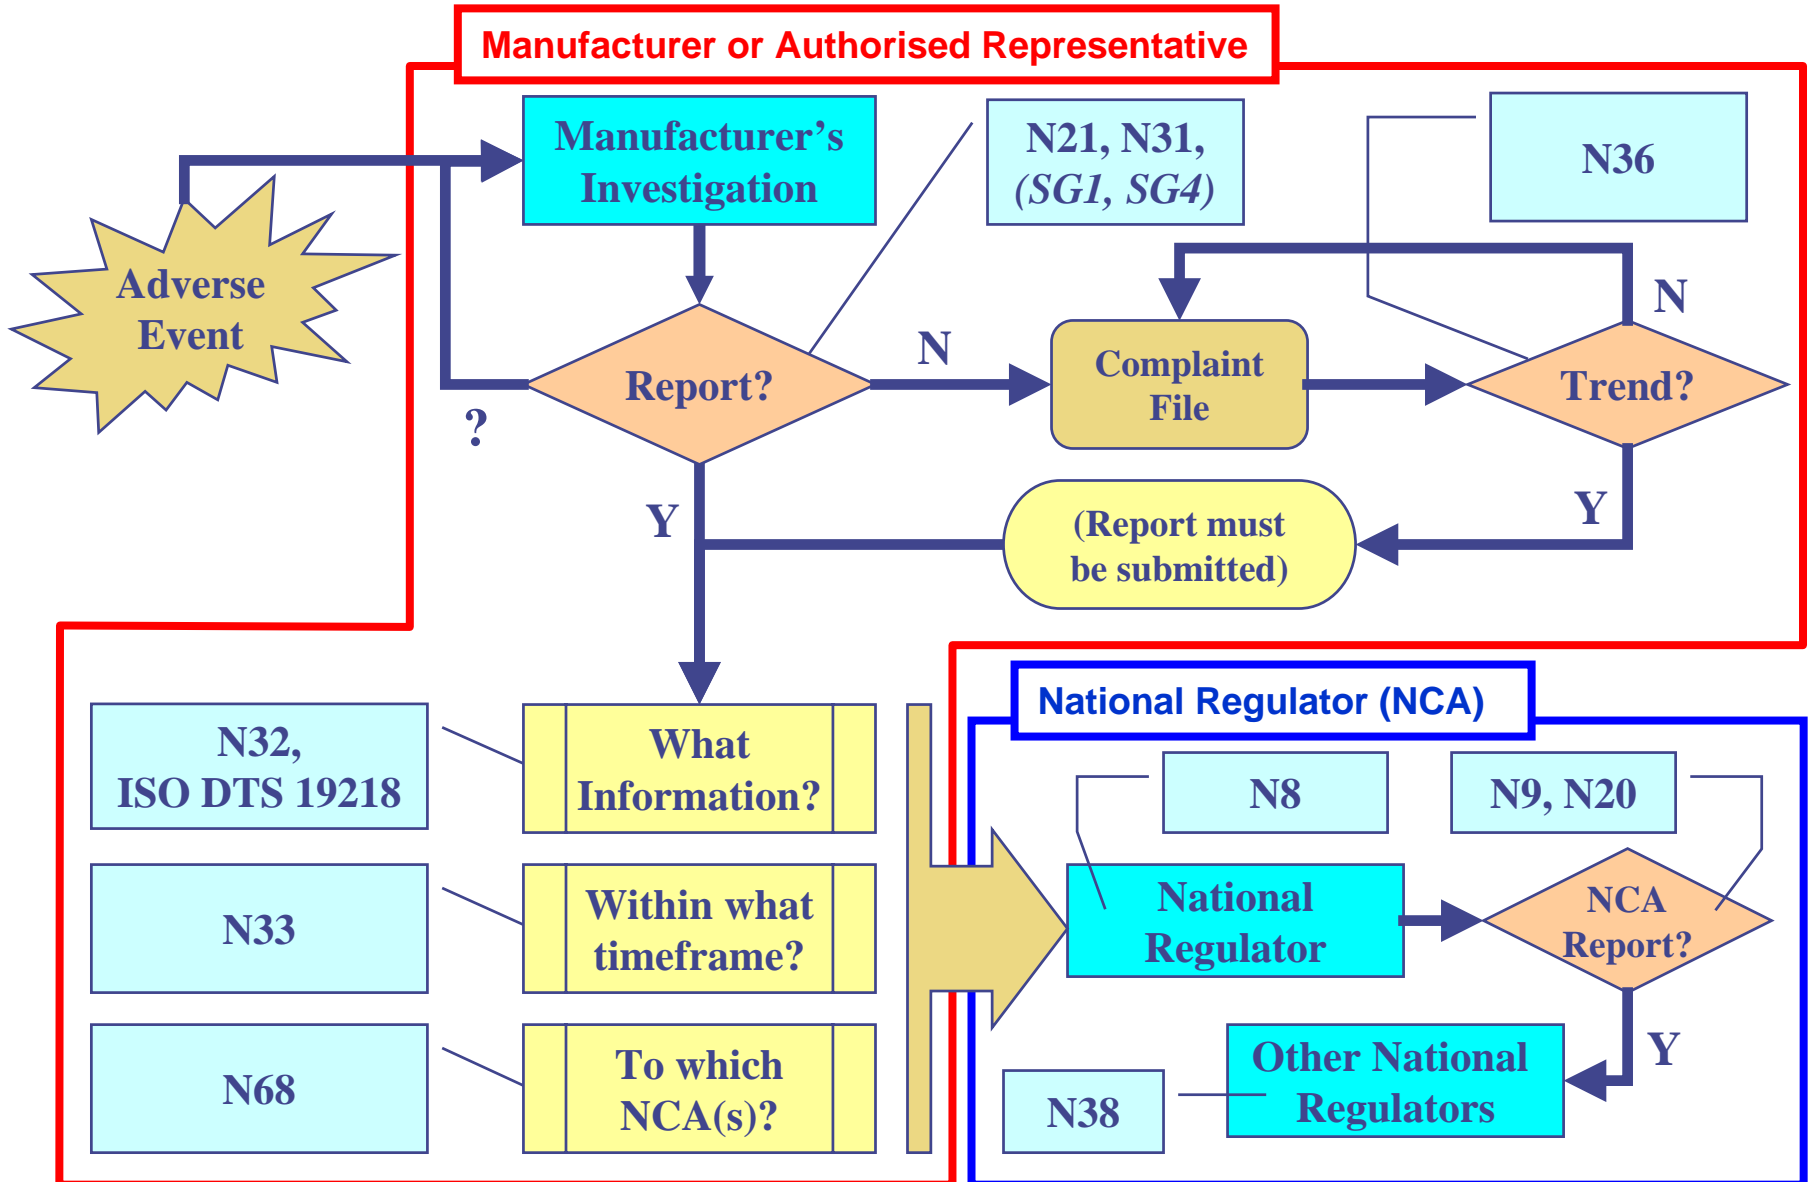 Manufacturer or Authorised Representative
Manufacturer’s
Investigation
N21, N31,
(SG1, SG4)
N36
Adverse
Event
Report?
N
Complaint
File
Trend?
N
?
Y
(Report must
be submitted)
Y
N32,
ISO DTS 19218
What
Information?
N33
Within what
timeframe?
N68
To which
NCA(s)?
National Regulator (NCA)
N8
N9, N20
National
Regulator
NCA
Report?
Y
Other National
Regulators
N38